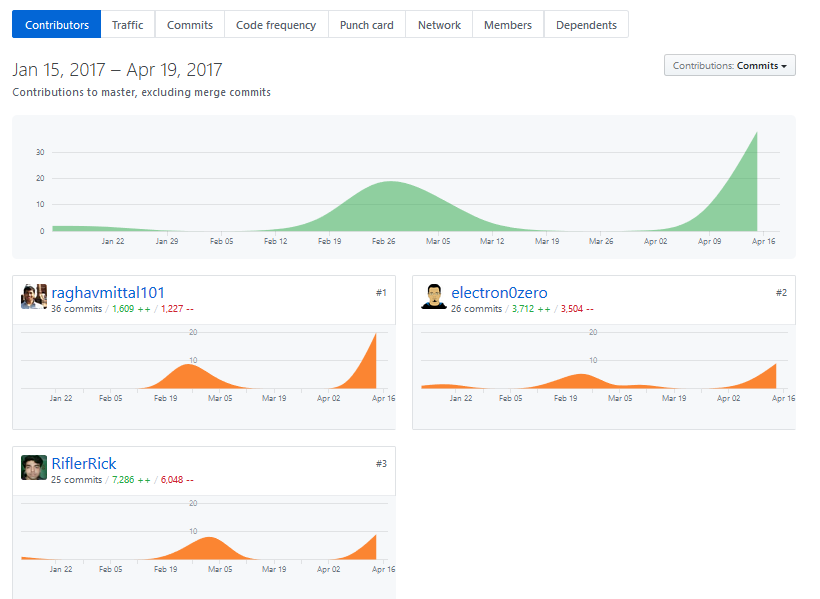 Contributors Traffic Commits Code frequency Punch card Network Members Dependents
Jan 15, 2017 – Apr 19, 2017
Contributions: Commits
Contributions to master, excluding merge commits
30
20
10
0
Jan 22 Jan 29 Feb 05 Feb 12 Feb 19 Feb 26 Mar 05 Mar 12 Mar 19 Mar 26 Apr 02 Apr 09 Apr 16
raghavmittal101 #1
36 commits / 1,609 ++ / 1,227 --
20
10
Jan 22 Feb 05 Feb 19 Mar 05 Mar 19 Apr 02 Apr 16
electron0zero #2
26 commits / 3,712 ++ / 3,504 --
20
10
Jan 22 Feb 05 Feb 19 Mar 05 Mar 19 Apr 02 Apr 16
RiflerRick #3
25 commits / 7,286 ++ / 6,048 --
20
10
Jan 22 Feb 05 Feb 19 Mar 05 Mar 19 Apr 02 Apr 16